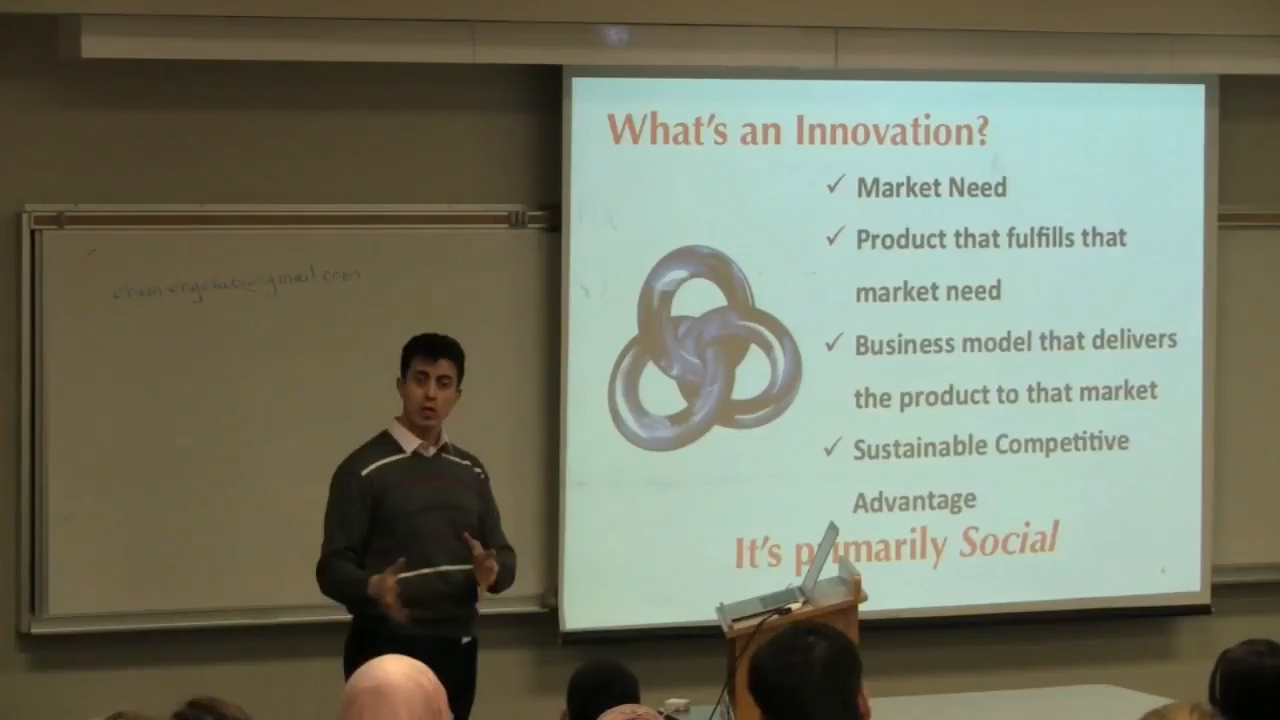 What's an Innovation?
✓ Market Need
✓ Product that fulfills that
market need
✓ Business model that delivers
the product to that market
✓ Sustainable Competitive
Advantage
It's primarily Social